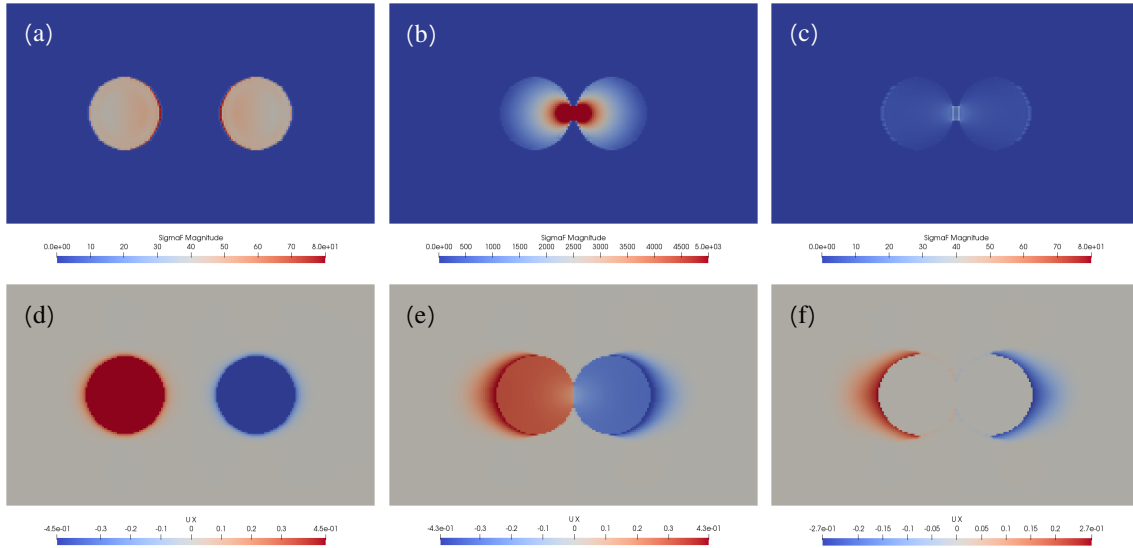 (a) (b) (c)
SigmaF Magnitude SigmaF Magnitude SigmaF Magnitude
0.0e+00 10 20 30 40 50 60 70 8.0e+01 0.0e+00 500 1000 1500 2000 2500 3000 3500 4000 4500 5.0e+03 0.0e+00 10 20 30 40 50 60 70 8.0e+01
(d) (e) (f)
U X U X U X
-4.5e-01 -0.3 -0.2 -0.1 0 0.1 0.2 0.3 4.5e-01 -4.3e-01 -0.3 -0.2 -0.1 0 0.1 0.2 0.3 4.3e-01 -2.7e-01 -0.2 -0.15 -0.1 -0.05 0 0.05 0.1 0.15 0.2 2.7e-01